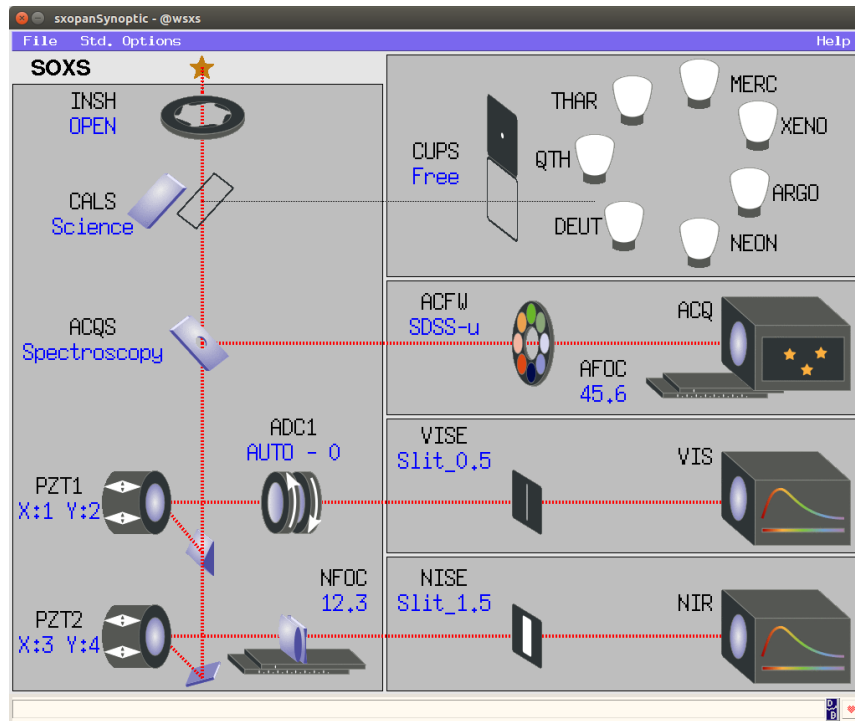 sxopanSynoptic - @wsxs
File Std. Options Help
SOXS
INSH
OPEN
CALS
Science
ACQS
Spectroscopy
ADC1
AUTO - 0
PZT1
X:1 Y:2
NFOC
12.3
PZT2
X:3 Y:4
CUPS
Free
THAR
MERC
XENO
QTH
ARGO
DEUT
NEON
ACFW
SDSS-u
ACQ
AFOC
45.6
VISE
Slit_0.5
VIS
NISE
Slit_1.5
NIR
D
D